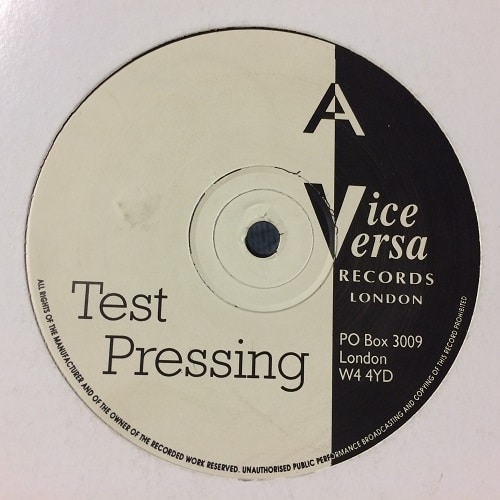 A
Vice
Versa
RECORDS
LONDON
Test
Pressing
PO Box 3009
London
W4 4YD
ALL RIGHTS OF THE MANUFACTURER AND OF THE OWNER OF THE RECORDED WORK RESERVED. UNAUTHORISED PUBLIC PERFORMANCE BROADCASTING AND COPYING OF THIS RECORD PROHIBITED